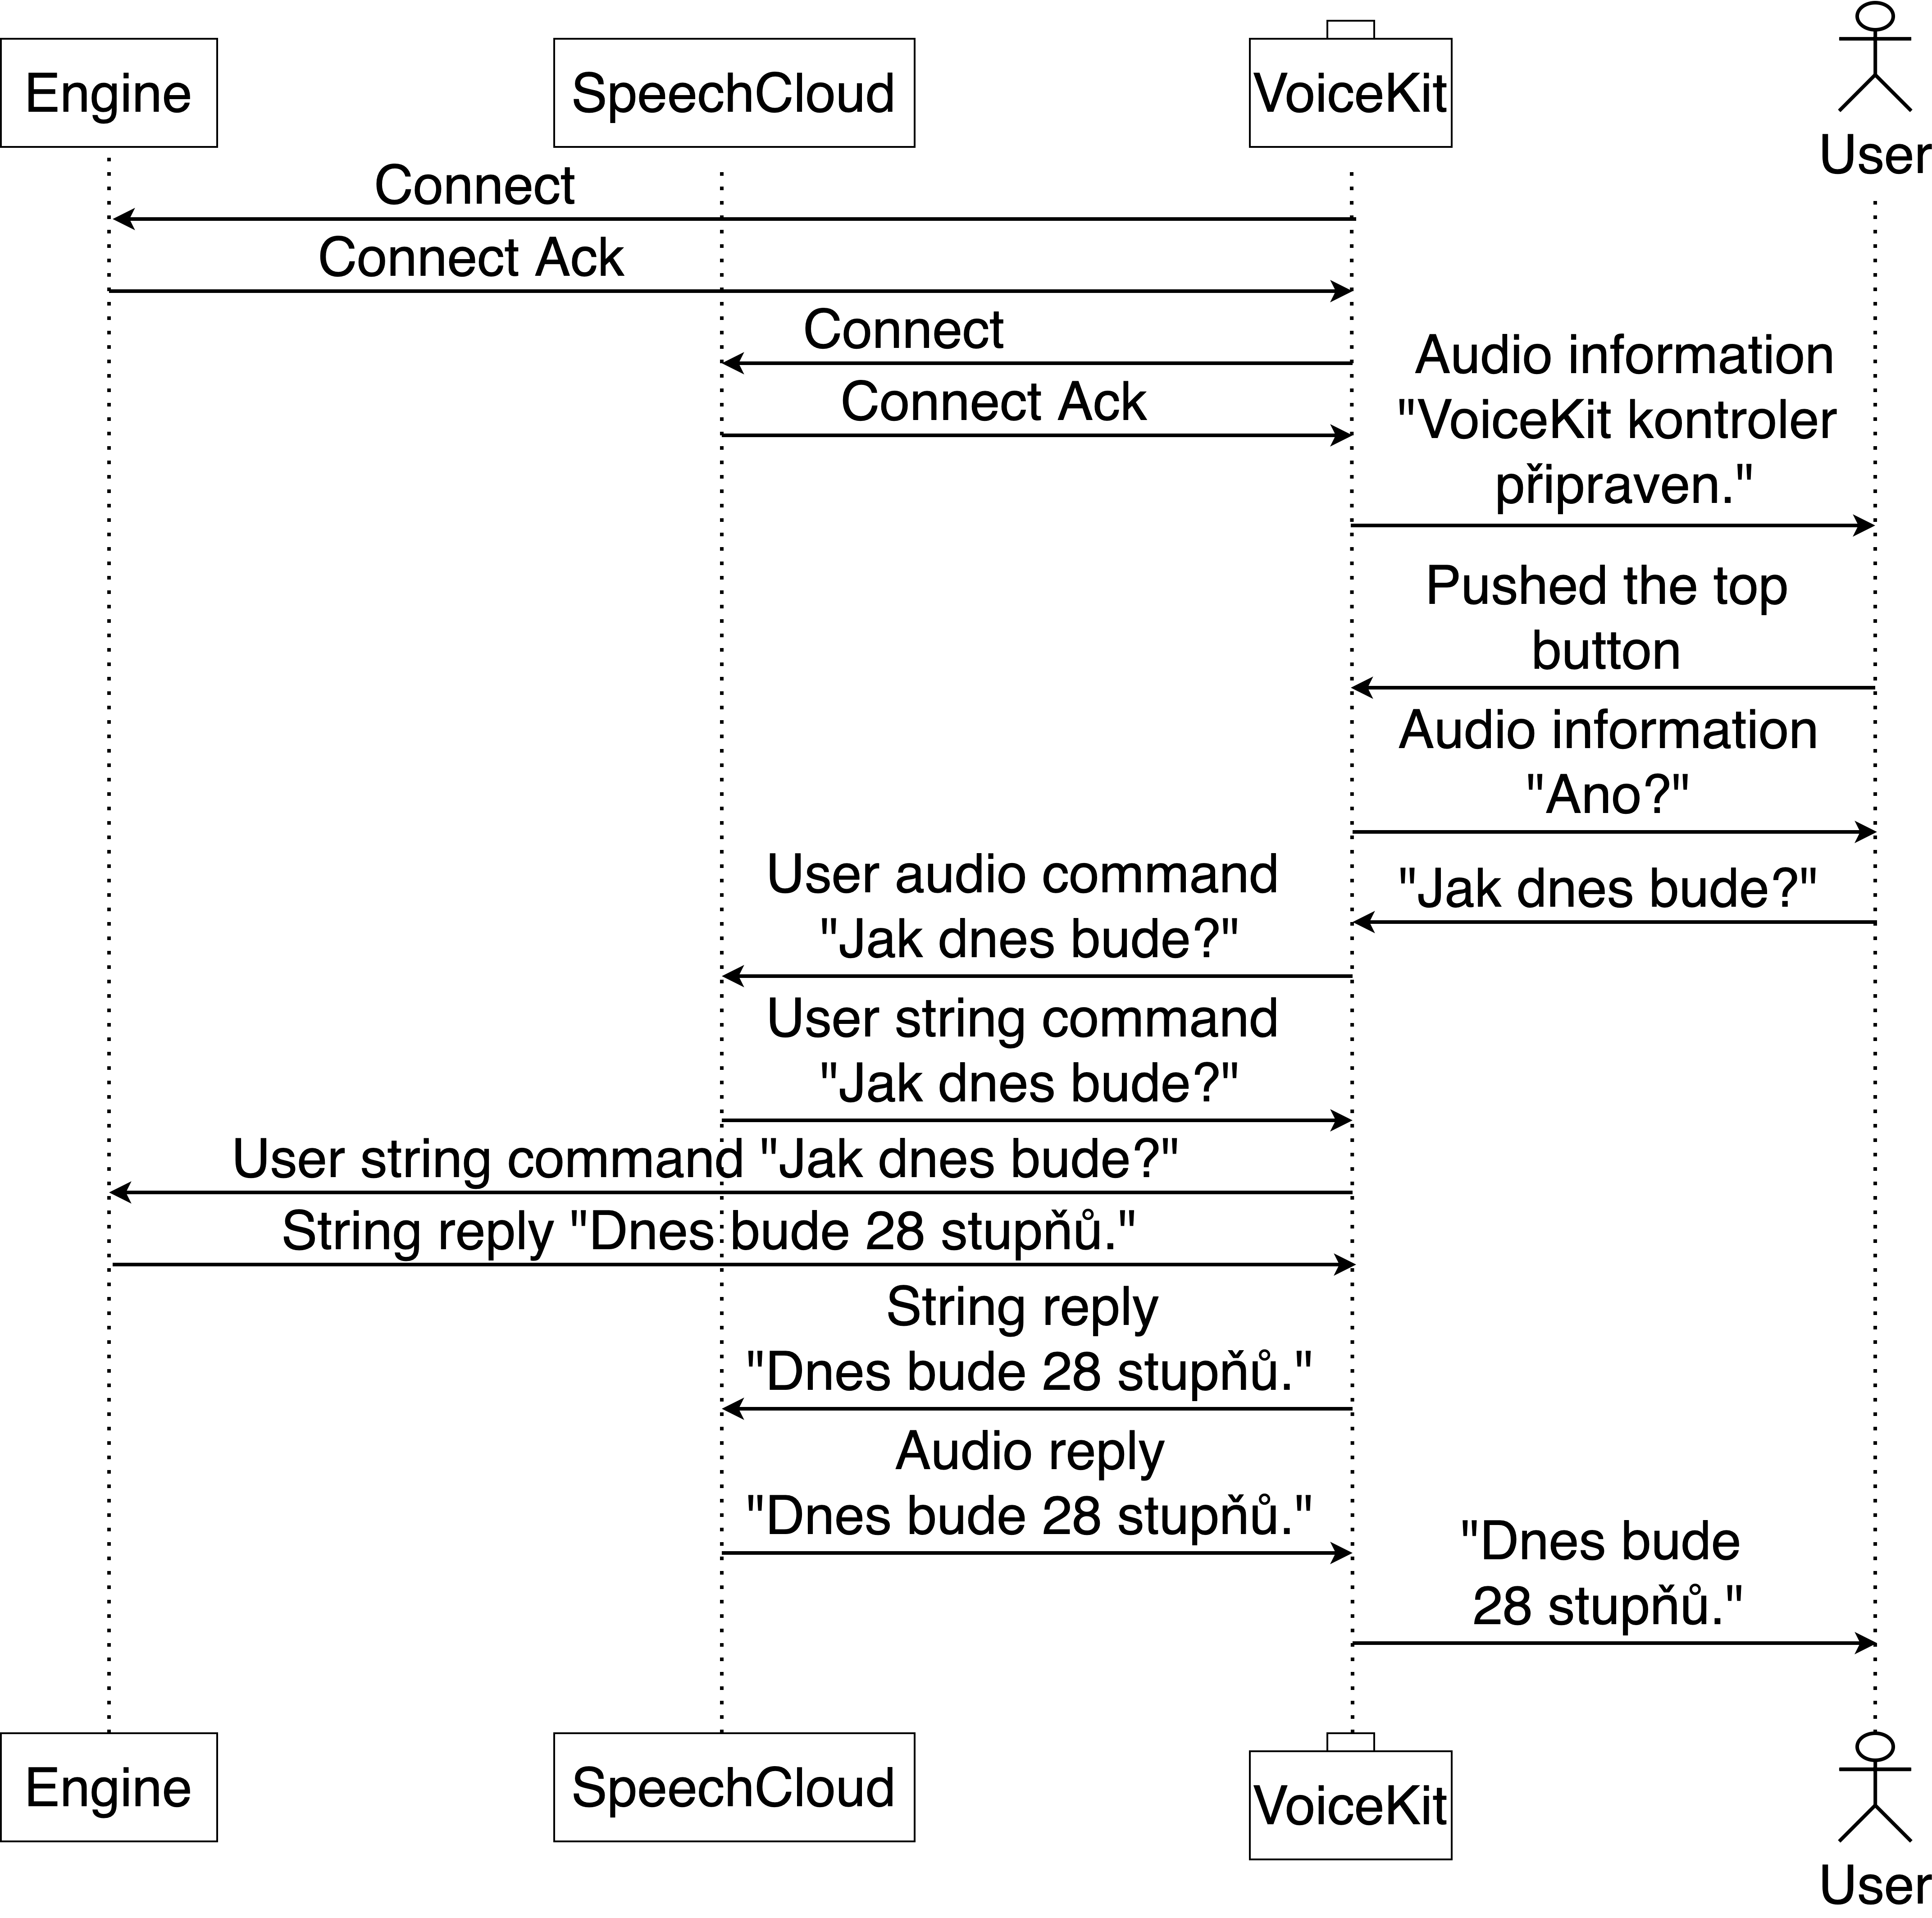 Engine
SpeechCloud
VoiceKit
User
Connect
Connect Ack
Connect
Connect Ack
Audio information
"VoiceKit kontroler
připraven."
Pushed the top
button
Audio information
"Ano?"
"Jak dnes bude?"
User audio command
"Jak dnes bude?"
User string command
"Jak dnes bude?"
User string command "Jak dnes bude?"
String reply "Dnes bude 28 stupňů."
String reply
"Dnes bude 28 stupňů."
Audio reply
"Dnes bude 28 stupňů."
"Dnes bude
28 stupňů."
Engine
SpeechCloud
VoiceKit
User